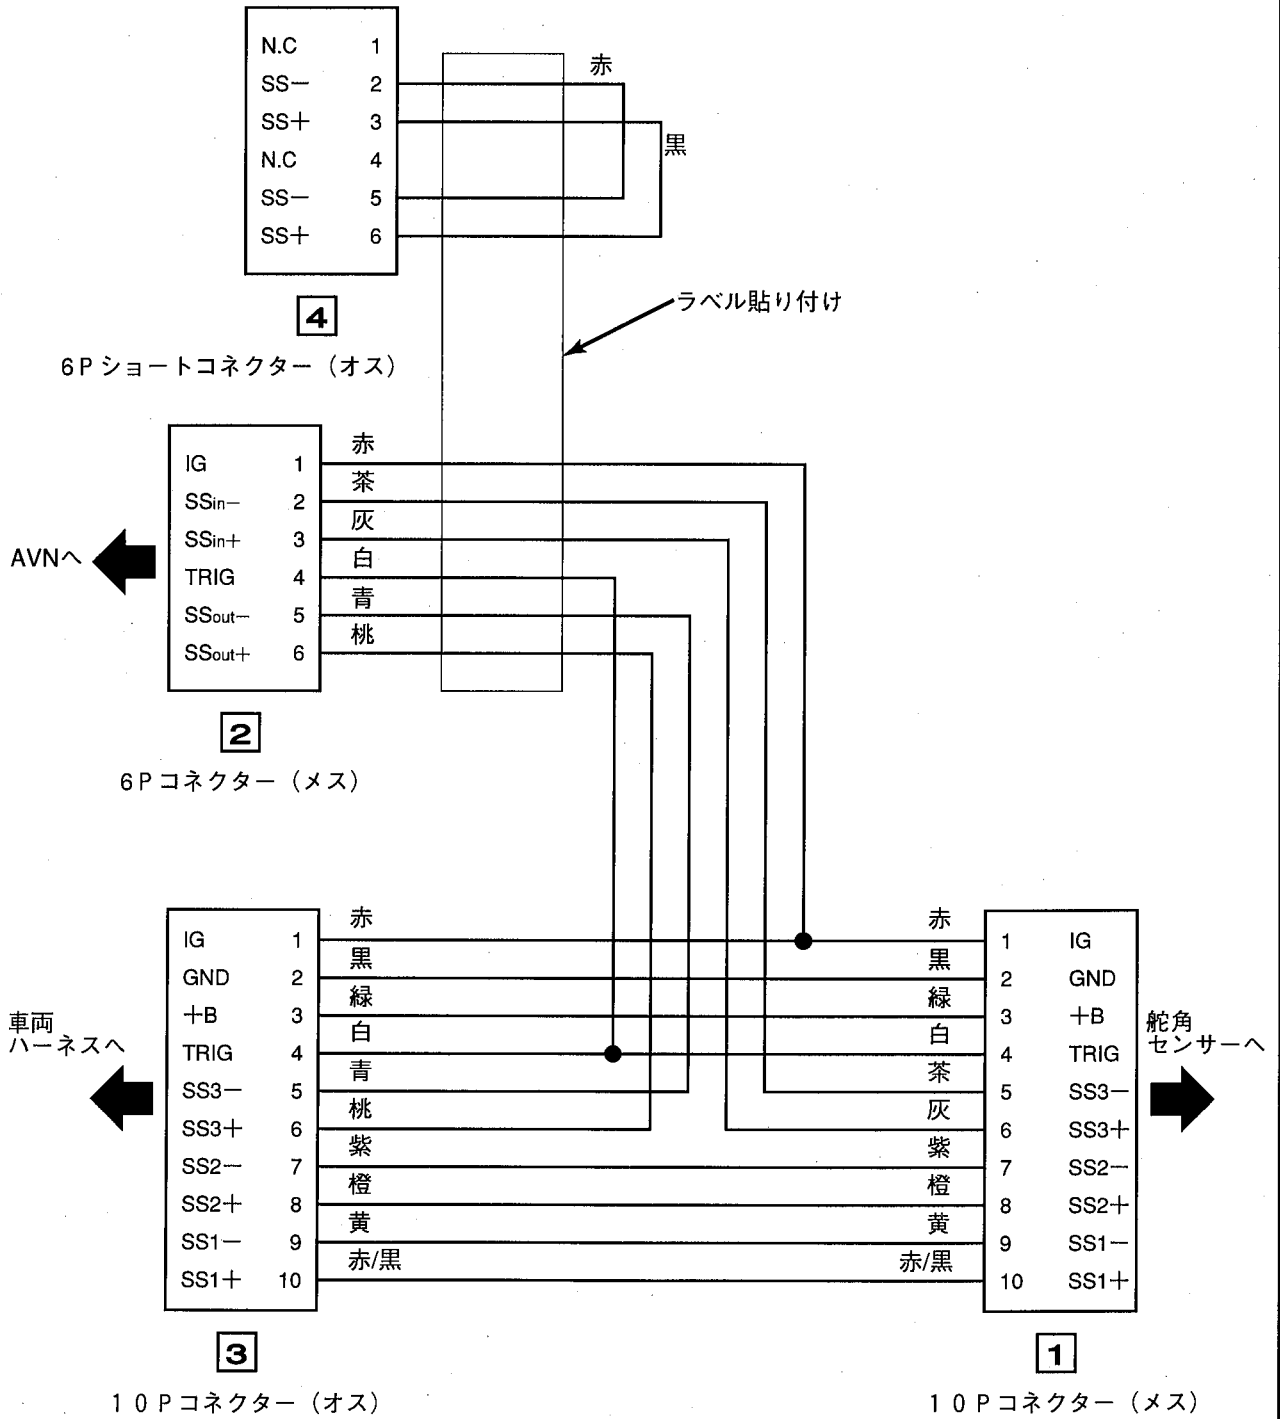 N.C 1
SS− 2
SS+ 3
N.C 4
SS− 5
SS+ 6
赤
黒
4
6Pショートコネクター（オス）
ラベル貼り付け
IG 1
SSin− 2
SSin+ 3
TRIG 4
SSout− 5
SSout+ 6
赤
茶
灰
白
青
桃
AVNへ
2
6Pコネクター（メス）
IG 1
GND 2
+B 3
TRIG 4
SS3− 5
SS3+ 6
SS2− 7
SS2+ 8
SS1− 9
SS1+ 10
赤
黒
緑
白
青
桃
紫
橙
黄
赤/黒
車両
ハーネスへ
3
10Pコネクター（オス）
赤
黒
緑
白
茶
灰
紫
橙
黄
赤/黒
1 IG
2 GND
3 +B
4 TRIG
5 SS3−
6 SS3+
7 SS2−
8 SS2+
9 SS1−
10 SS1+
舵角
センサーへ
1
10Pコネクター（メス）